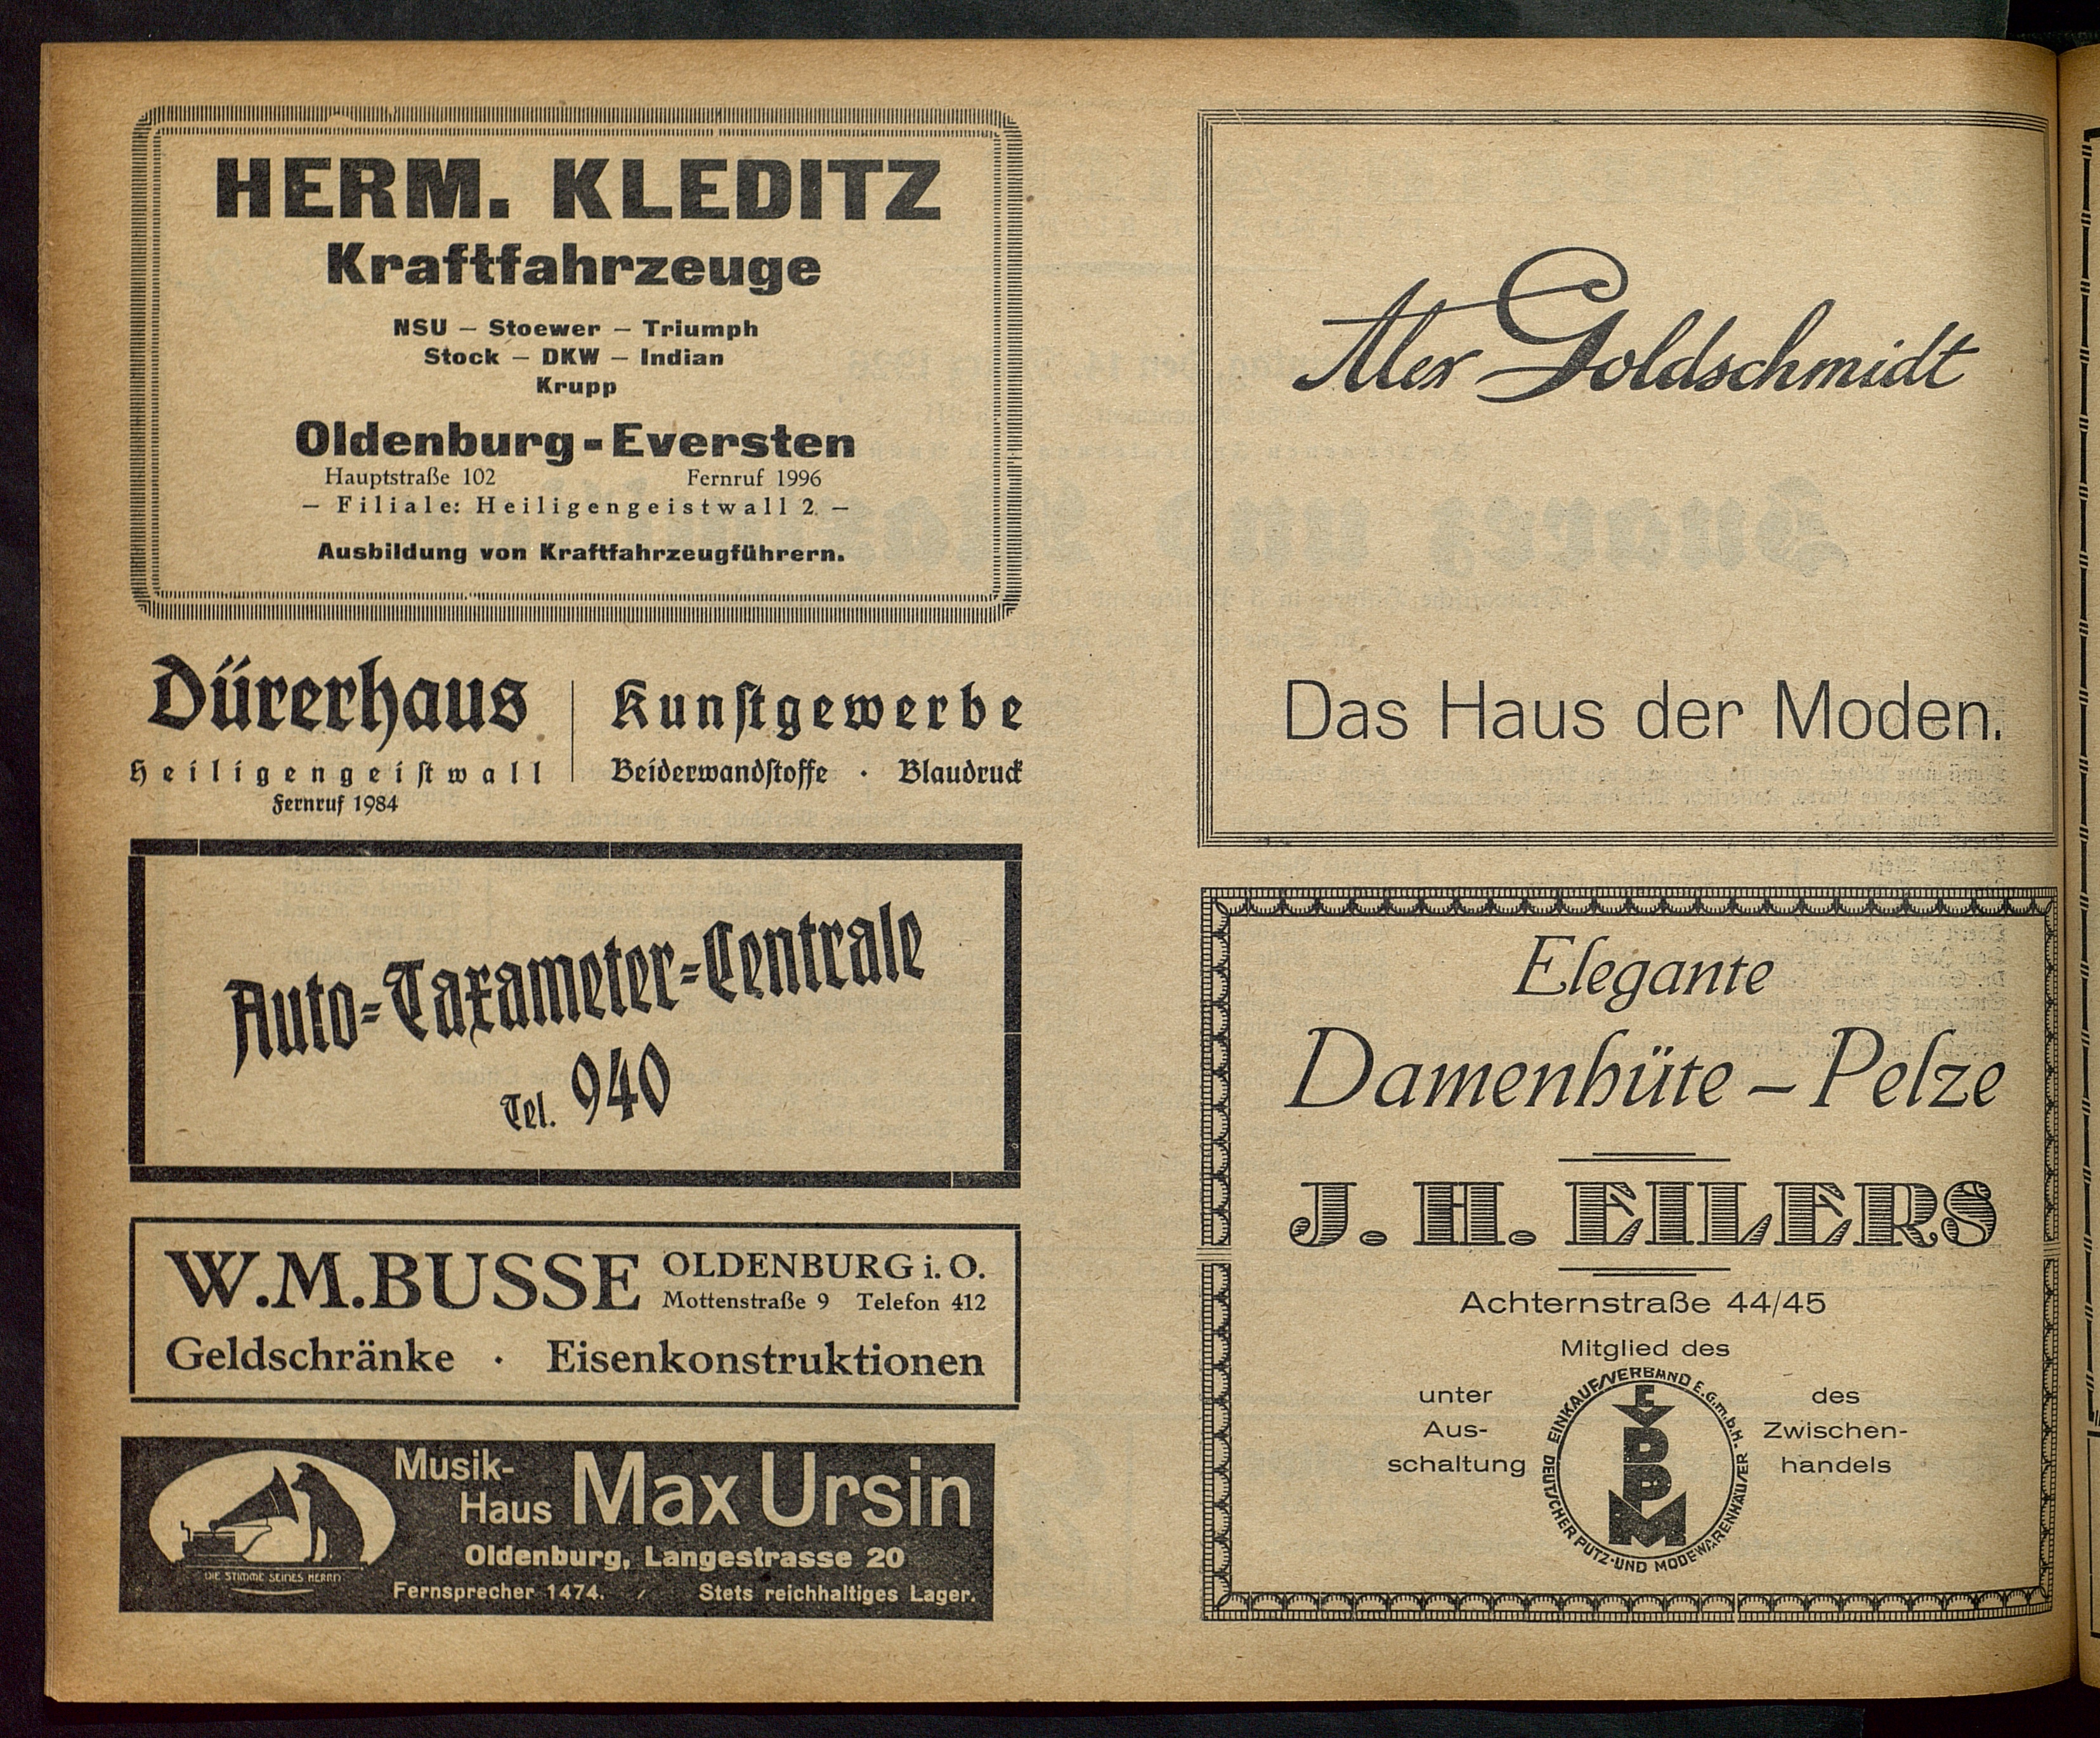 HERM. KLEDITZ
Kraftfahrzeuge
NSU — Stoewer — Triumph
Stock — DKW — Indian
Krupp
Oldenburg-Eversten
Hauptstraße 102 Fernruf 1996
— Filiale: Heiligengeistwall 2. —
Ausbildung von Kraftfahrzeugführern.
Dürerhaus
Heiligengeistwall
Fernruf 1984
Kunstgewerbe
Beiderwandstoffe · Blaudruck
Auto-Taxameter-Centrale
Tel. 940
W.M.BUSSE
OLDENBURG i. O.
Mottenstraße 9 Telefon 412
Geldschränke · Eisenkonstruktionen
DIE STIMME SEINES HERRN
Musik-
Haus Max Ursin
Oldenburg, Langestrasse 20
Fernsprecher 1474. / Stets reichhaltiges Lager.
Alex Goldschmidt
Das Haus der Moden.
Elegante
Damenhüte – Pelze
J. H. EILERS
Achternstraße 44/45
Mitglied des
unter
Aus-
schaltung
EINKAUFSVERBAND E.G.m.b.H.
DEUTSCHER PUTZ-UND MODEWARENHÄUSER
EVDPM
des
Zwischen-
handels